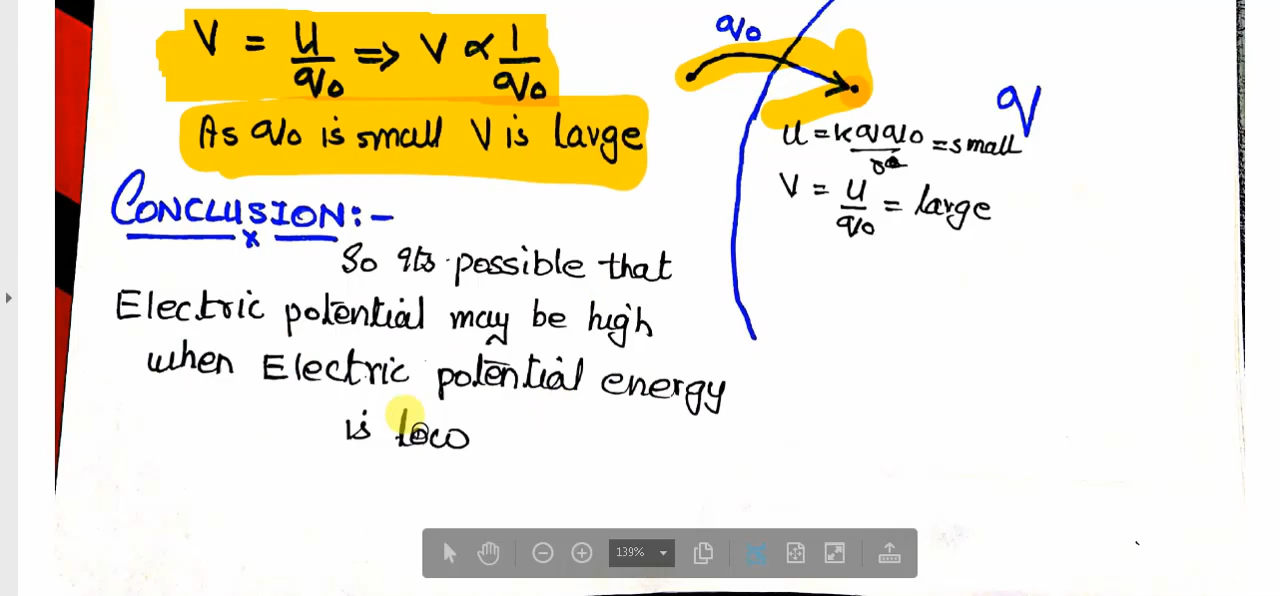 V = U/q₀ ⇒ V ∝ 1/q₀
As q₀ is small V is large
CONCLUSION:-
So its possible that
Electric potential may be high
when Electric potential energy
is low
q₀
q
U = kqq₀/r = small
V = U/q₀ = large
139%